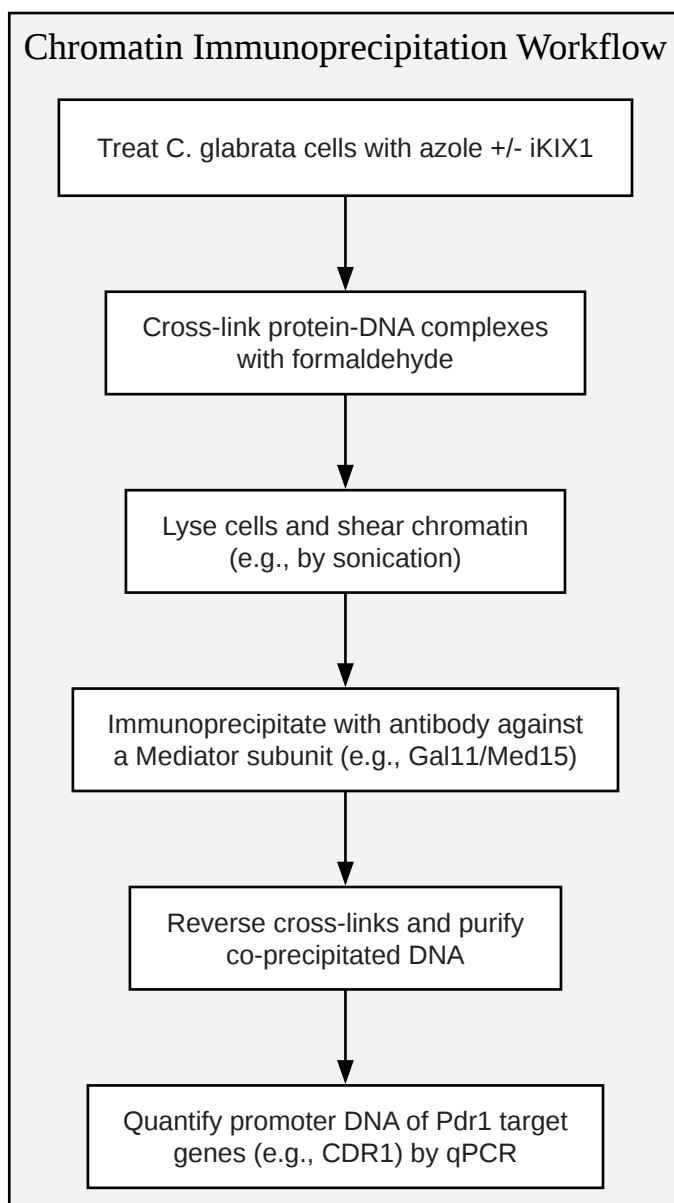 Chromatin Immunoprecipitation Workflow
Treat C. glabrata cells with azole +/- iKIX1
Cross-link protein-DNA complexes
with formaldehyde
Lyse cells and shear chromatin
(e.g., by sonication)
Immunoprecipitate with antibody against
a Mediator subunit (e.g., Gal11/Med15)
Reverse cross-links and purify
co-precipitated DNA
Quantify promoter DNA of Pdr1 target
genes (e.g., CDR1) by qPCR